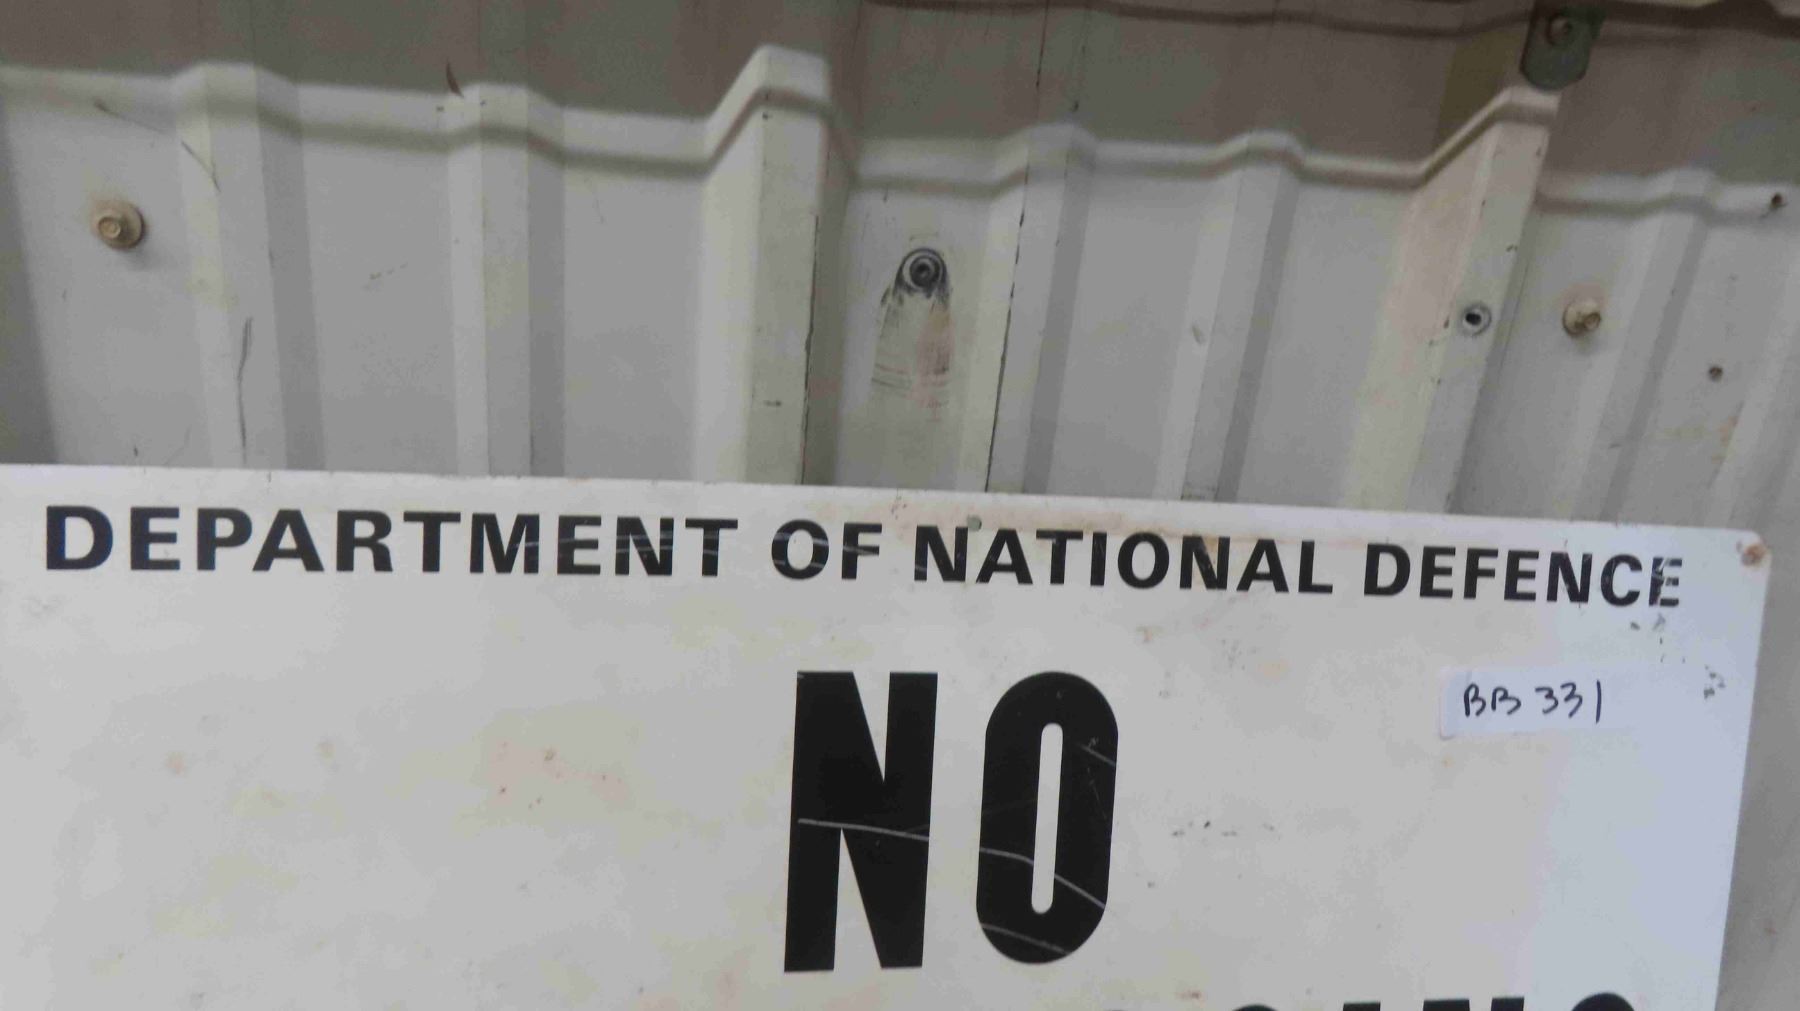 DEPARTMENT OF NATIONAL DEFENCE
NO
BB 331